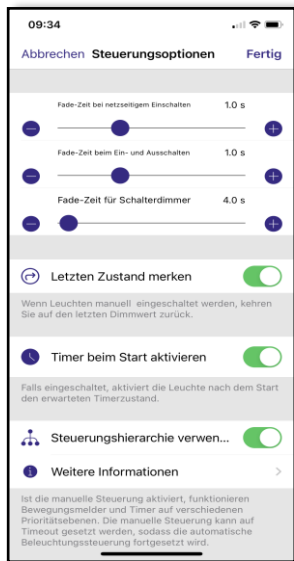 09:34
Abbrechen Steuerungsoptionen Fertig
Fade-Zeit bei netzseitigem Einschalten 1.0 s
Fade-Zeit beim Ein- und Ausschalten 1.0 s
Fade-Zeit für Schalterdimmer 4.0 s
Letzten Zustand merken
Wenn Leuchten manuell eingeschaltet werden, kehren
Sie auf den letzten Dimmwert zurück.
Timer beim Start aktivieren
Falls eingeschaltet, aktiviert die Leuchte nach dem Start
den erwarteten Timerzustand.
Steuerungshierarchie verwen...
Weitere Informationen
Ist die manuelle Steuerung aktiviert, funktionieren
Bewegungsmelder und Timer auf verschiedenen
Prioritätsebenen. Die manuelle Steuerung kann auf
Timeout gesetzt werden, sodass die automatische
Beleuchtungssteuerung fortgesetzt wird.